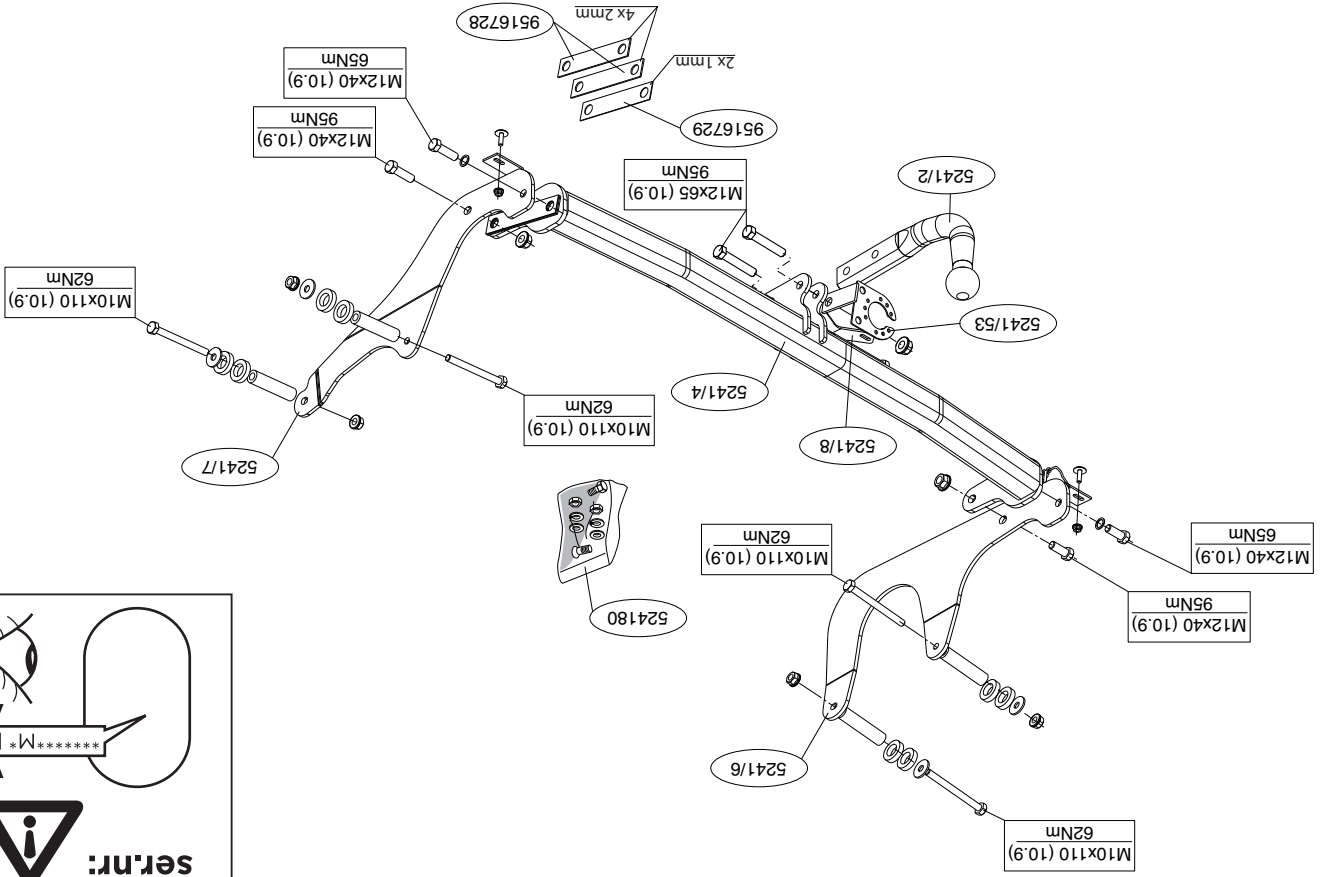 ser.nr:
M10x110 (10.9)
62Nm
5241/6
*******M*
524180
M12x40 (10.9)
95Nm
M12x40 (10.9)
65Nm
M10x110 (10.9)
62Nm
5241/7
5241/8
M10x110 (10.9)
62Nm
5241/4
5241/53
M10x110 (10.9)
62Nm
5241/2
M12x65 (10.9)
95Nm
9516729
M12x40 (10.9)
95Nm
2x 1mm
M12x40 (10.9)
65Nm
9516728
4x 2mm